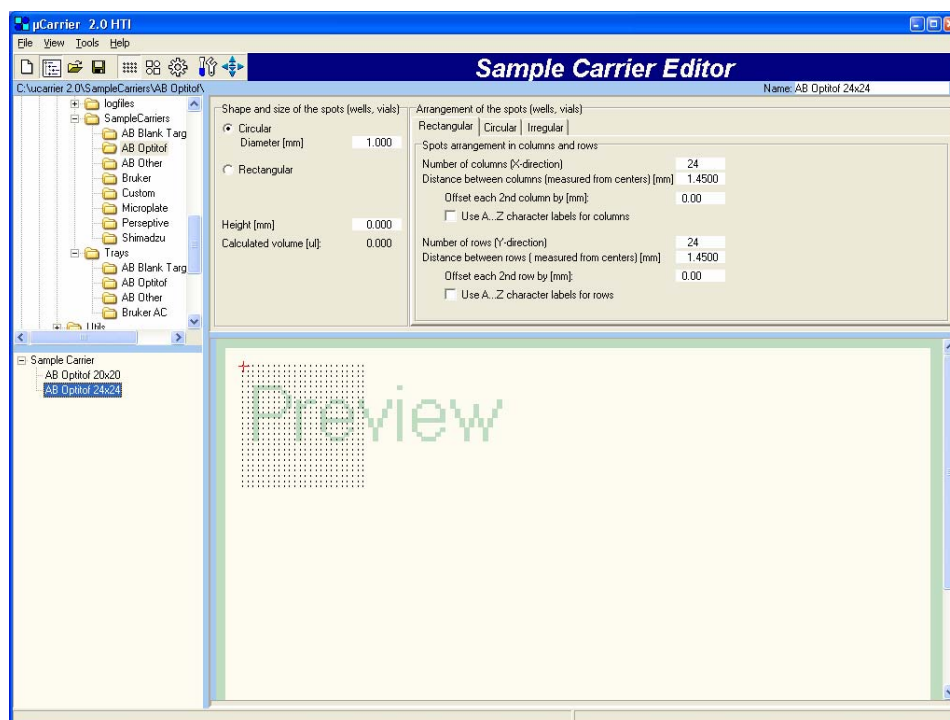 µCarrier 2.0 HTI
File View Tools Help
Sample Carrier Editor
C:\ucarrier 2.0\SampleCarriers\AB Optitof\
Name: AB Optitof 24x24
logfiles
SampleCarriers
AB Blank Targ
AB Optitof
AB Other
Bruker
Custom
Microplate
Perseptive
Shimadzu
Trays
AB Blank Targ
AB Optitof
AB Other
Bruker AC
Utils
Sample Carrier
AB Optitof 20x20
AB Optitof 24x24
Shape and size of the spots (wells, vials)
Circular
Diameter [mm] 1.000
Rectangular
Height [mm] 0.000
Calculated volume [ul]: 0.000
Arrangement of the spots (wells, vials)
Rectangular Circular Irregular
Spots arrangement in columns and rows
Number of columns (X-direction) 24
Distance between columns (measured from centers) [mm] 1.4500
Offset each 2nd column by [mm]: 0.00
Use A...Z character labels for columns
Number of rows (Y-direction) 24
Distance between rows ( measured from centers) [mm] 1.4500
Offset each 2nd row by [mm]: 0.00
Use A...Z character labels for rows
Preview